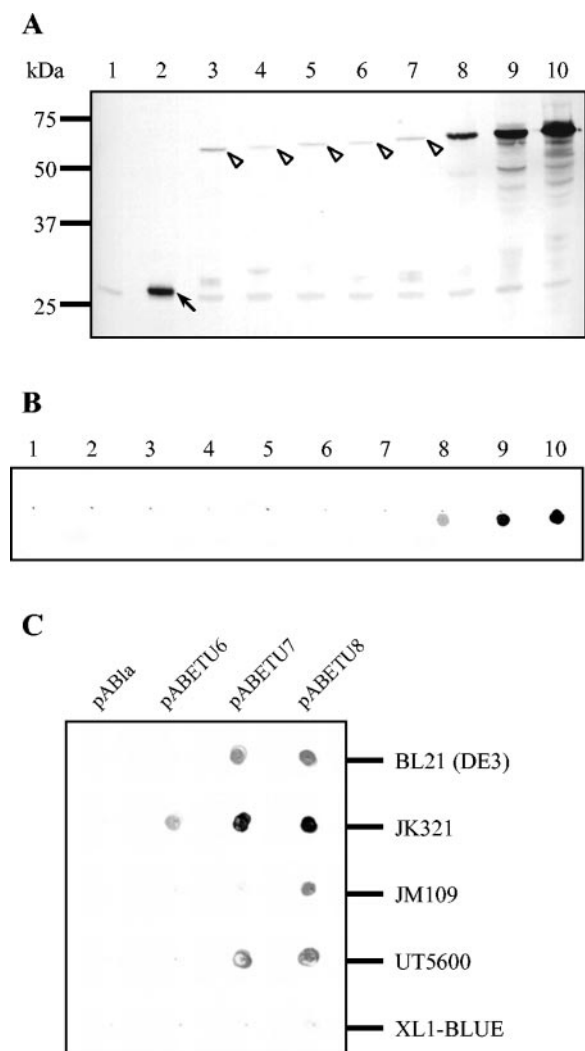 A
kDa 1 2 3 4 5 6 7 8 9 10
75
50
37
25
B
1 2 3 4 5 6 7 8 9 10
C
pABla pABETU6 pABETU7 pABETU8
BL21 (DE3)
JK321
JM109
UT5600
XL1-BLUE